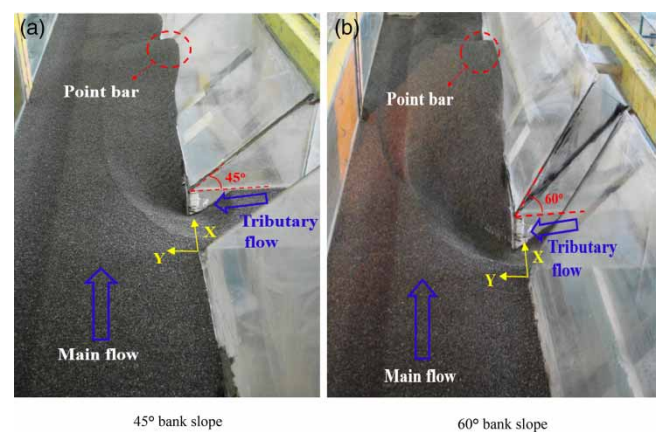 (a)
Point bar
45°
Tributary
flow
X
Y
Main flow
45° bank slope
(b)
Point bar
60°
Tributary
flow
X
Y
Main flow
60° bank slope